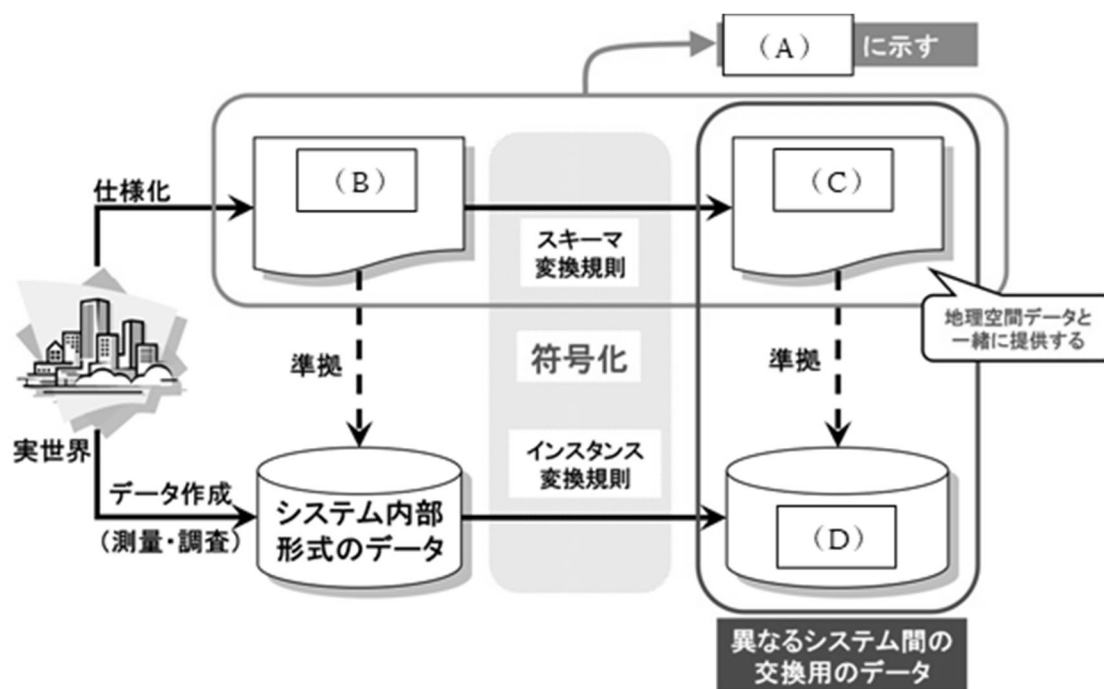 （A）に示す
（B）
（C）
仕様化
スキーマ
変換規則
地理空間データと
一緒に提供する
準拠
符号化
準拠
実世界
インスタンス
変換規則
データ作成
（測量・調査）
システム内部
形式のデータ
（D）
異なるシステム間の
交換用のデータ